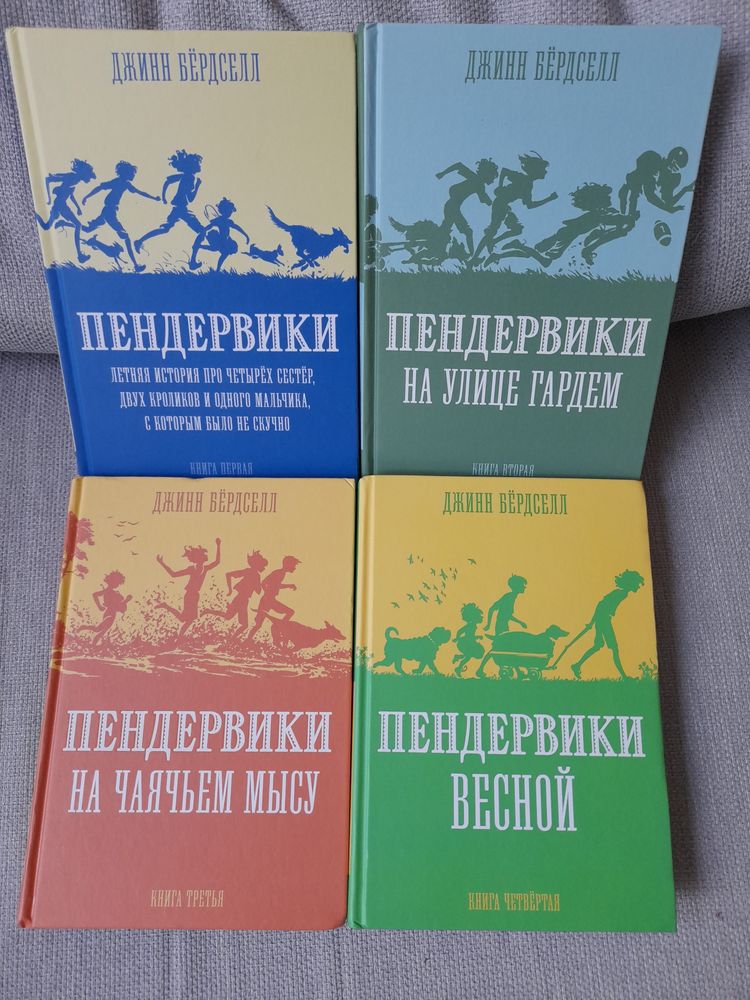 ДЖИНН БЁРДСЕЛЛ
ПЕНДЕРВИКИ
ЛЕТНЯЯ ИСТОРИЯ ПРО ЧЕТЫРЁХ СЕСТЁР,
ДВУХ КРОЛИКОВ И ОДНОГО МАЛЬЧИКА,
С КОТОРЫМ БЫЛО НЕ СКУЧНО
КНИГА ПЕРВАЯ
ДЖИНН БЁРДСЕЛЛ
ПЕНДЕРВИКИ
НА УЛИЦЕ ГАРДЕМ
КНИГА ВТОРАЯ
ДЖИНН БЁРДСЕЛЛ
ПЕНДЕРВИКИ
НА ЧАЯЧЬЕМ МЫСУ
КНИГА ТРЕТЬЯ
ДЖИНН БЁРДСЕЛЛ
ПЕНДЕРВИКИ
ВЕСНОЙ
КНИГА ЧЕТВЁРТАЯ